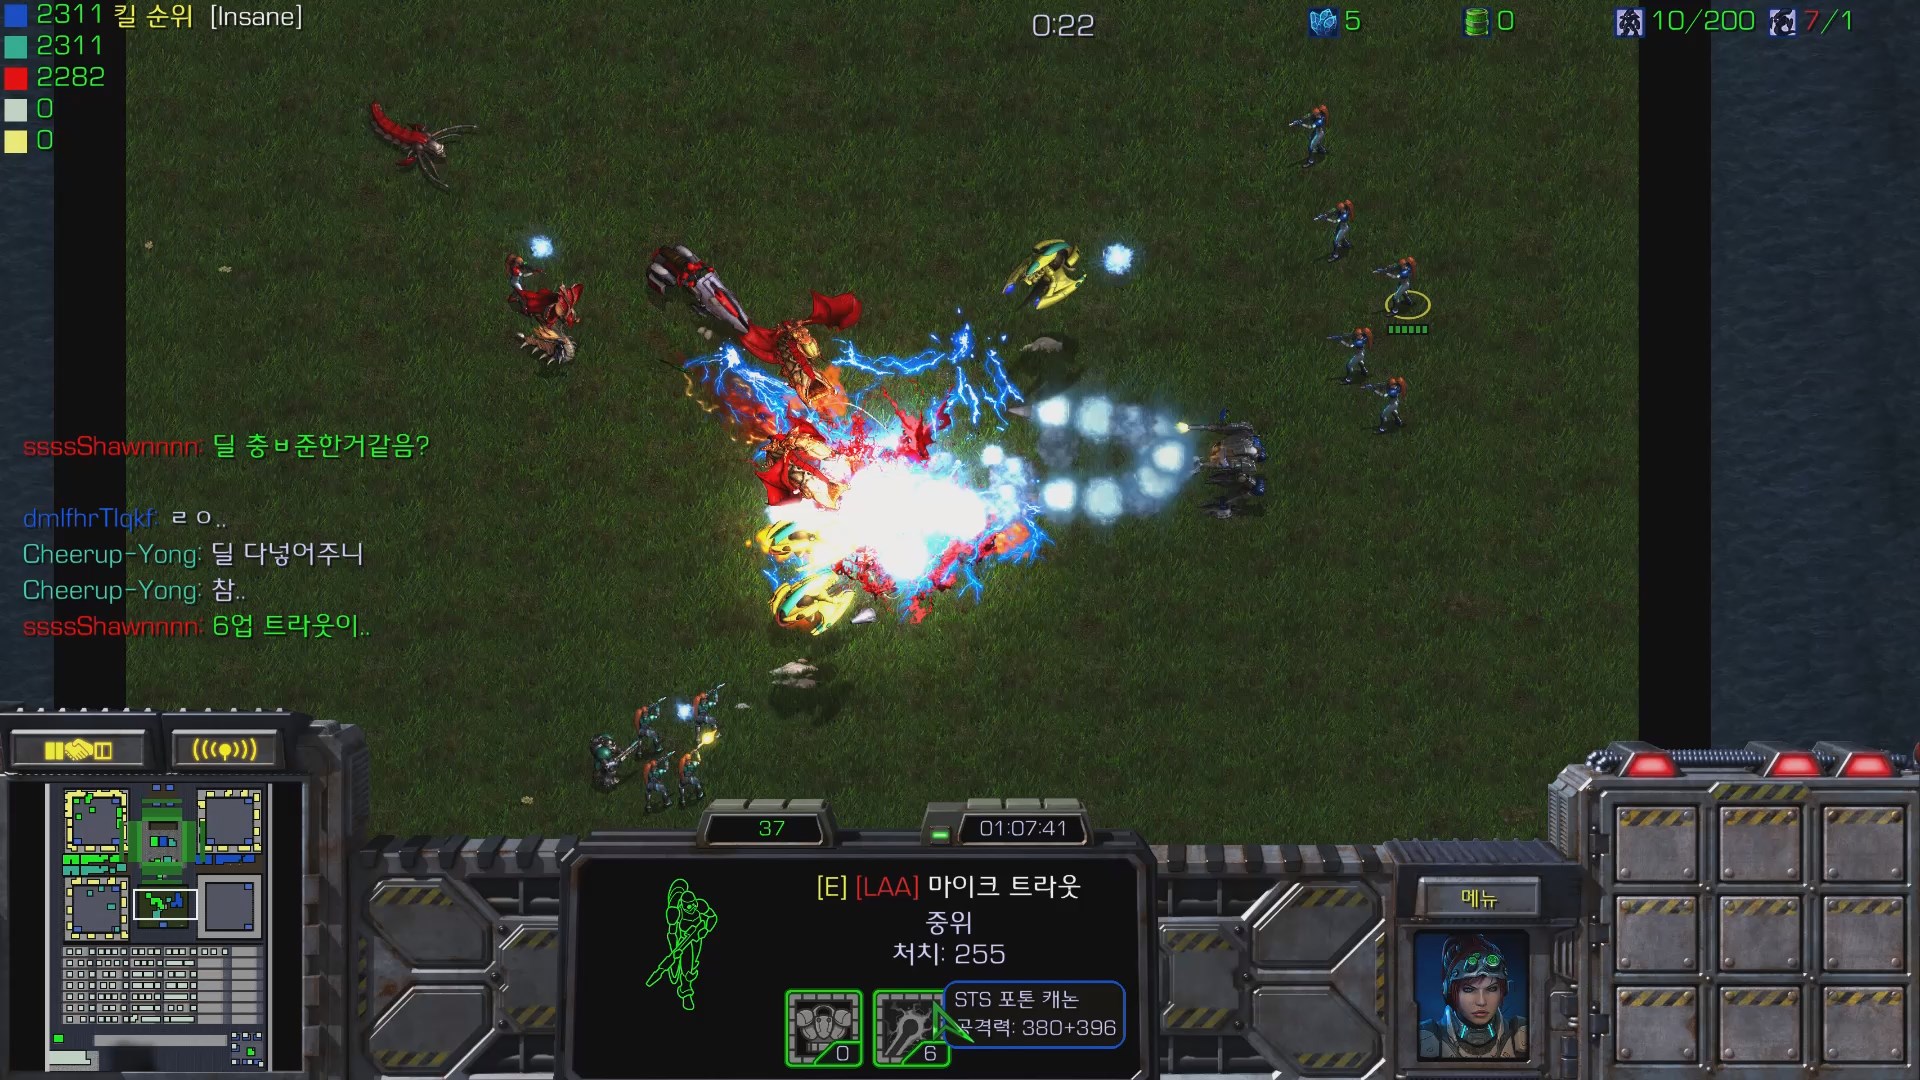 2311 킬 순위 [Insane]
2311
2282
0
0
0:22
5
0
10/200
7/1
ssssShawnnnn: 딜 충ㅂ준한거같음?
dmlfhrTlqkf: ㄹㅇ..
Cheerup-Yong: 딜 다넣어주니
Cheerup-Yong: 참..
ssssShawnnnn: 6업 트라웃이..
37
01:07:41
[E] [LAA] 마이크 트라웃
중위
처치: 255
0
6
STS 포톤 캐논
공격력: 380+396
메뉴